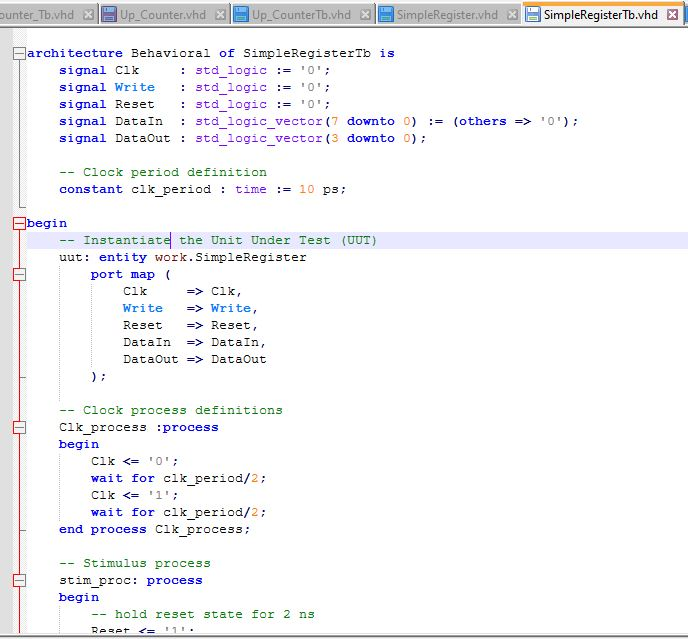 ounter_Tb.vhd Up_Counter.vhd Up_CounterTb.vhd SimpleRegister.vhd SimpleRegisterTb.vhd
architecture Behavioral of SimpleRegisterTb is
    signal Clk     : std_logic := '0';
    signal Write   : std_logic := '0';
    signal Reset   : std_logic := '0';
    signal DataIn  : std_logic_vector(7 downto 0) := (others => '0');
    signal DataOut : std_logic_vector(3 downto 0);
    -- Clock period definition
    constant clk_period : time := 10 ps;
begin
    -- Instantiate the Unit Under Test (UUT)
    uut: entity work.SimpleRegister
        port map (
            Clk     => Clk,
            Write   => Write,
            Reset   => Reset,
            DataIn  => DataIn,
            DataOut => DataOut
        );
    -- Clock process definitions
    Clk_process :process
    begin
        Clk <= '0';
        wait for clk_period/2;
        Clk <= '1';
        wait for clk_period/2;
    end process Clk_process;
    -- Stimulus process
    stim_proc: process
    begin
        -- hold reset state for 2 ns
        Reset <= '1';